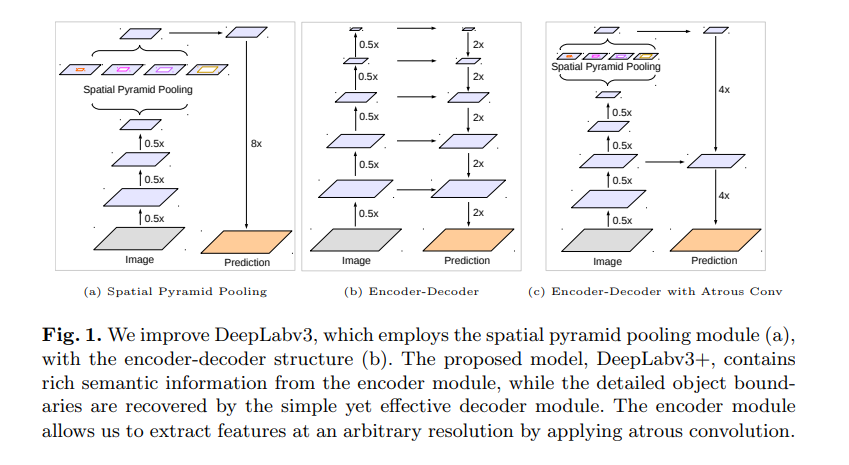 0.5x
Spatial Pyramid Pooling
0.5x
0.5x
0.5x
8x
Image
Prediction
(a) Spatial Pyramid Pooling
0.5x
2x
0.5x
2x
0.5x
2x
0.5x
2x
0.5x
2x
Image
Prediction
(b) Encoder-Decoder
Spatial Pyramid Pooling
4x
0.5x
0.5x
0.5x
4x
0.5x
Image
Prediction
(c) Encoder-Decoder with Atrous Conv
Fig. 1. We improve DeepLabv3, which employs the spatial pyramid pooling module (a),
with the encoder-decoder structure (b). The proposed model, DeepLabv3+, contains
rich semantic information from the encoder module, while the detailed object bound-
aries are recovered by the simple yet effective decoder module. The encoder module
allows us to extract features at an arbitrary resolution by applying atrous convolution.